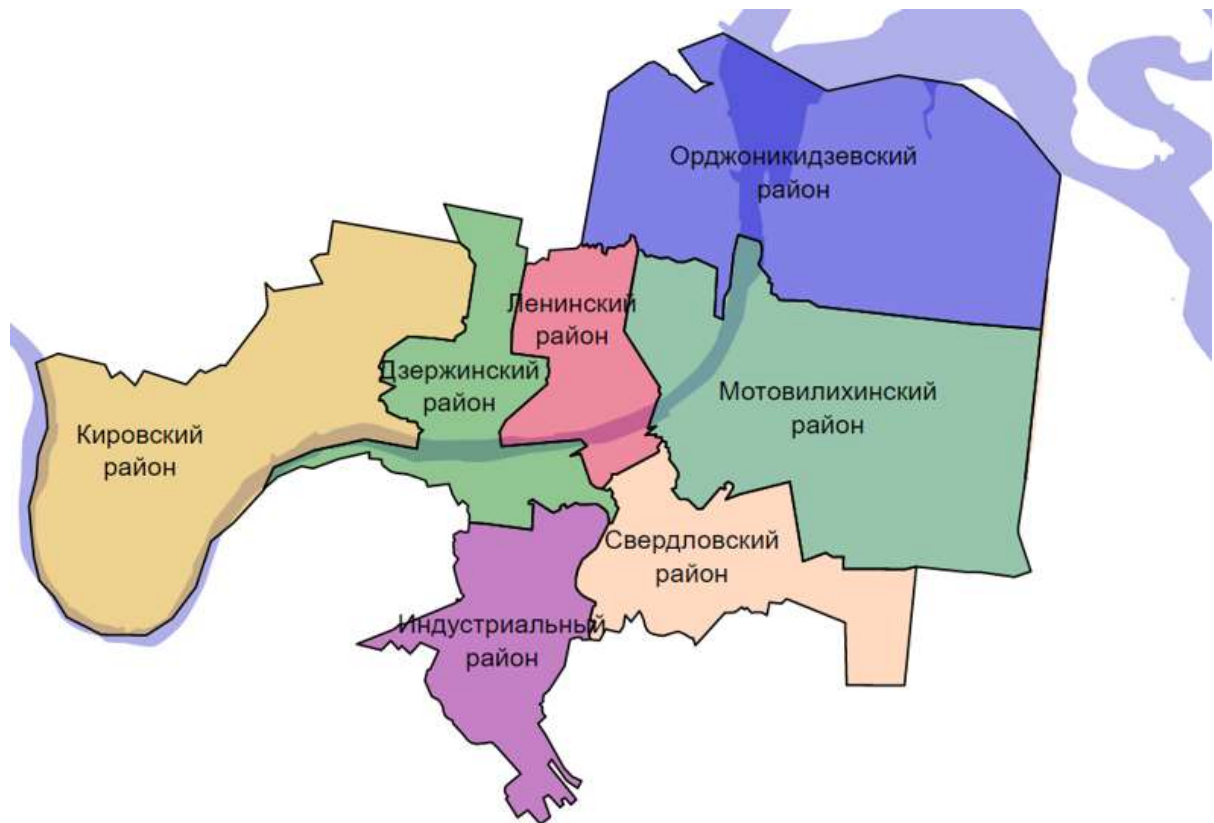 Орджоникидзевский
район
Ленинский
район
Дзержинский
район
Мотовилихинский
район
Кировский
район
Свердловский
район
Индустриальный
район